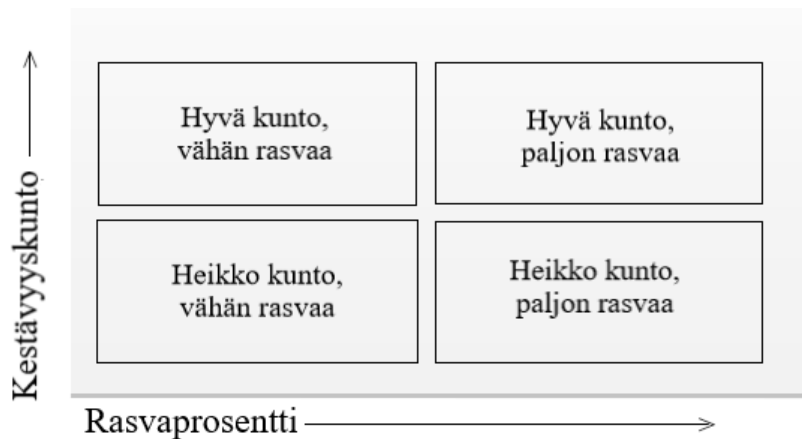 Kestävyyskunto
Hyvä kunto,
vähän rasvaa
Hyvä kunto,
paljon rasvaa
Heikko kunto,
vähän rasvaa
Heikko kunto,
paljon rasvaa
Rasvaprosentti